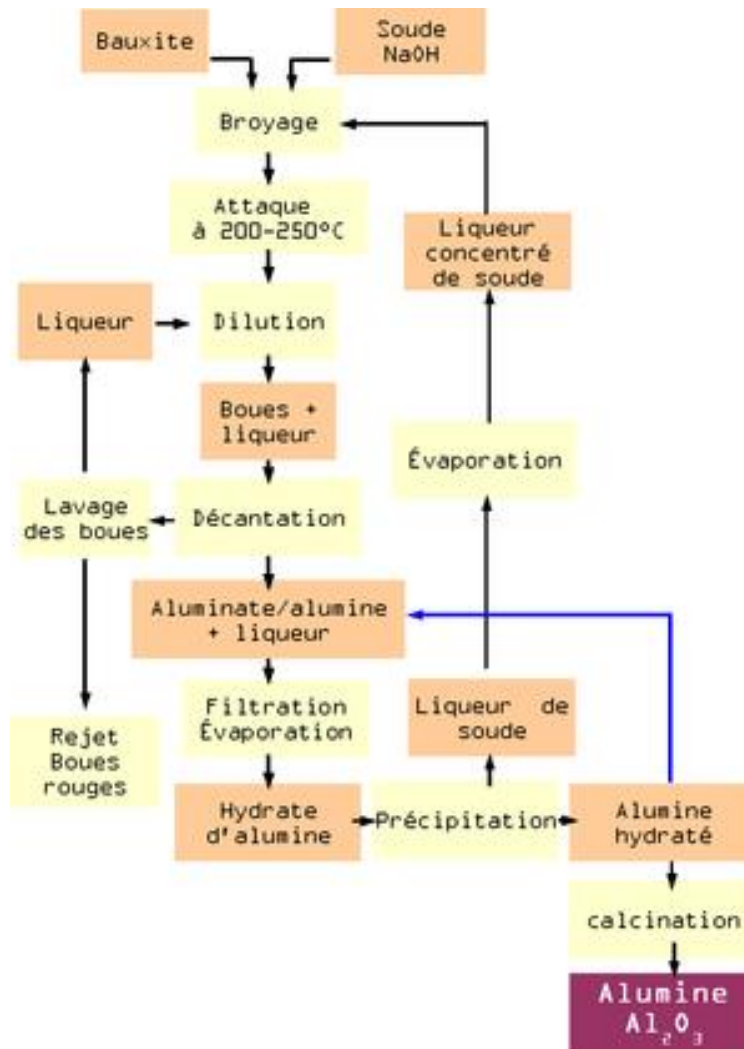 Bauxite
Soude
NaOH
Broyage
Attaque
à 200-250°C
Liqueur
concentré
de soude
Liqueur
Dilution
Boues +
liqueur
Évaporation
Lavage
des boues
Décantation
Aluminate/alumine
+ liqueur
Filtration
Évaporation
Liqueur de
soude
Rejet
Boues
rouges
Hydrate
d'alumine
Précipitation
Alumine
hydraté
calcination
Alumine
Al₂O₃